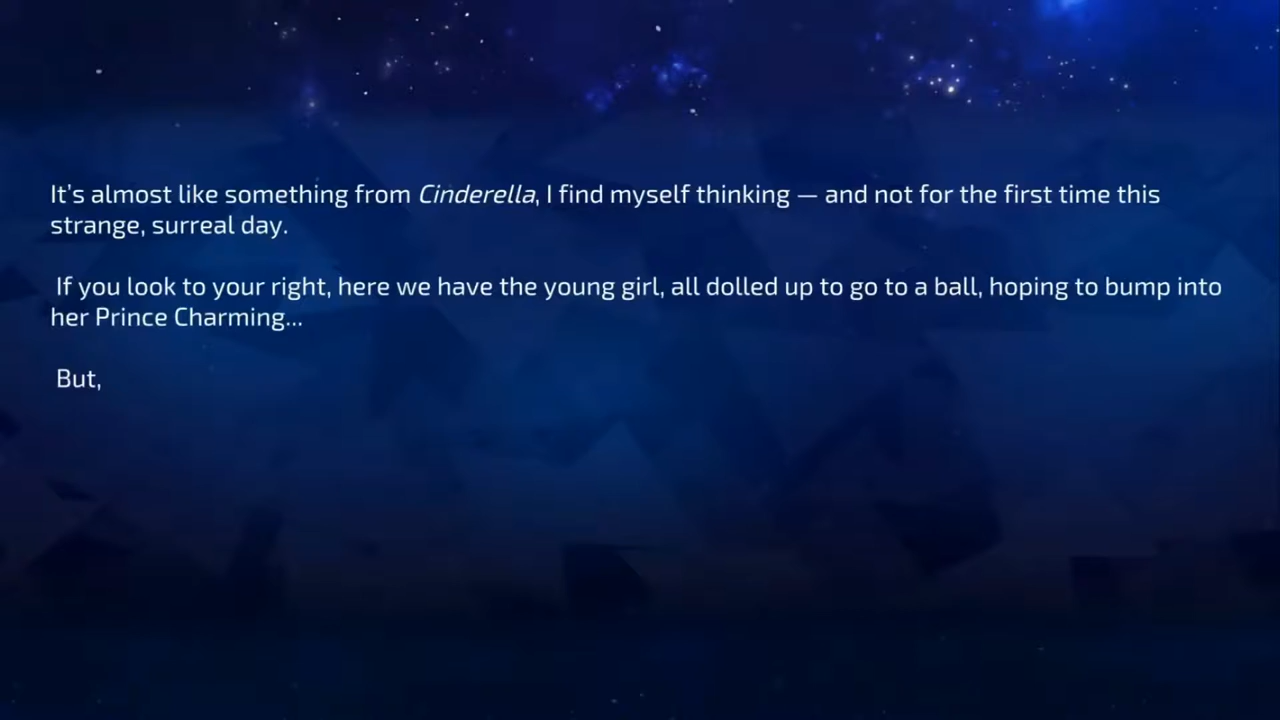 It's almost like something from Cinderella, I find myself thinking — and not for the first time this
strange, surreal day.
If you look to your right, here we have the young girl, all dolled up to go to a ball, hoping to bump into
her Prince Charming...
But,